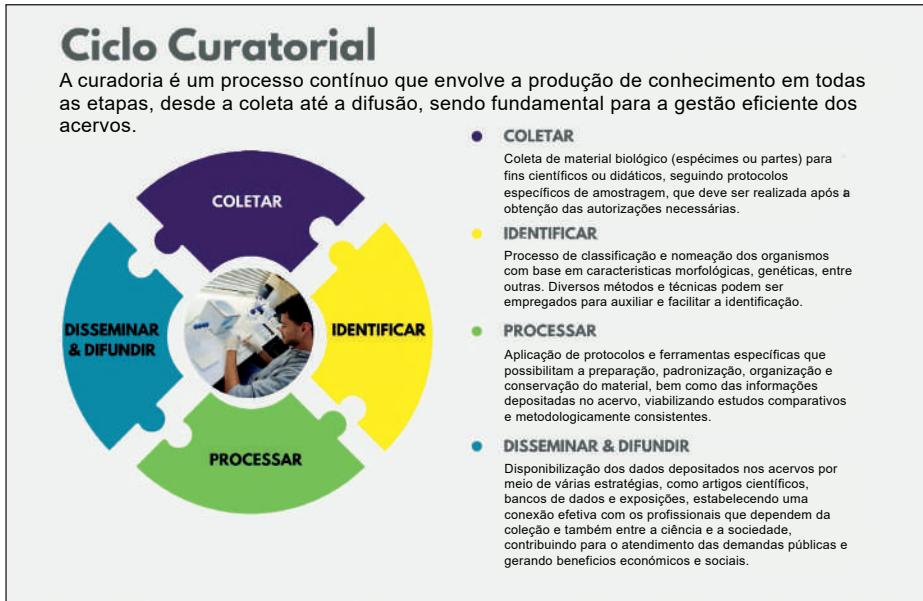 Ciclo Curatorial
A curadoria é um processo contínuo que envolve a produção de conhecimento em todas
as etapas, desde a coleta até a difusão, sendo fundamental para a gestão eficiente dos
acervos.
COLETAR
IDENTIFICAR
PROCESSAR
DISSEMINAR
& DIFUNDIR
COLETAR
Coleta de material biológico (espécimes ou partes) para
fins científicos ou didáticos, seguindo protocolos
específicos de amostragem, que deve ser realizada após a
obtenção das autorizações necessárias.
IDENTIFICAR
Processo de classificação e nomeação dos organismos
com base em caracteristicas morfológicas, genéticas, entre
outras. Diversos métodos e técnicas podem ser
empregados para auxiliar e facilitar a identificação.
PROCESSAR
Aplicação de protocolos e ferramentas específicas que
possibilitam a preparação, padronização, organização e
conservação do material, bem como das informações
depositadas no acervo, viabilizando estudos comparativos
e metodologicamente consistentes.
DISSEMINAR & DIFUNDIR
Disponibilização dos dados depositados nos acervos por
meio de várias estratégias, como artigos científicos,
bancos de dados e exposições, estabelecendo uma
conexão efetiva com os profissionais que dependem da
coleção e também entre a ciência e a sociedade,
contribuindo para o atendimento das demandas públicas e
gerando beneficios económicos e sociais.